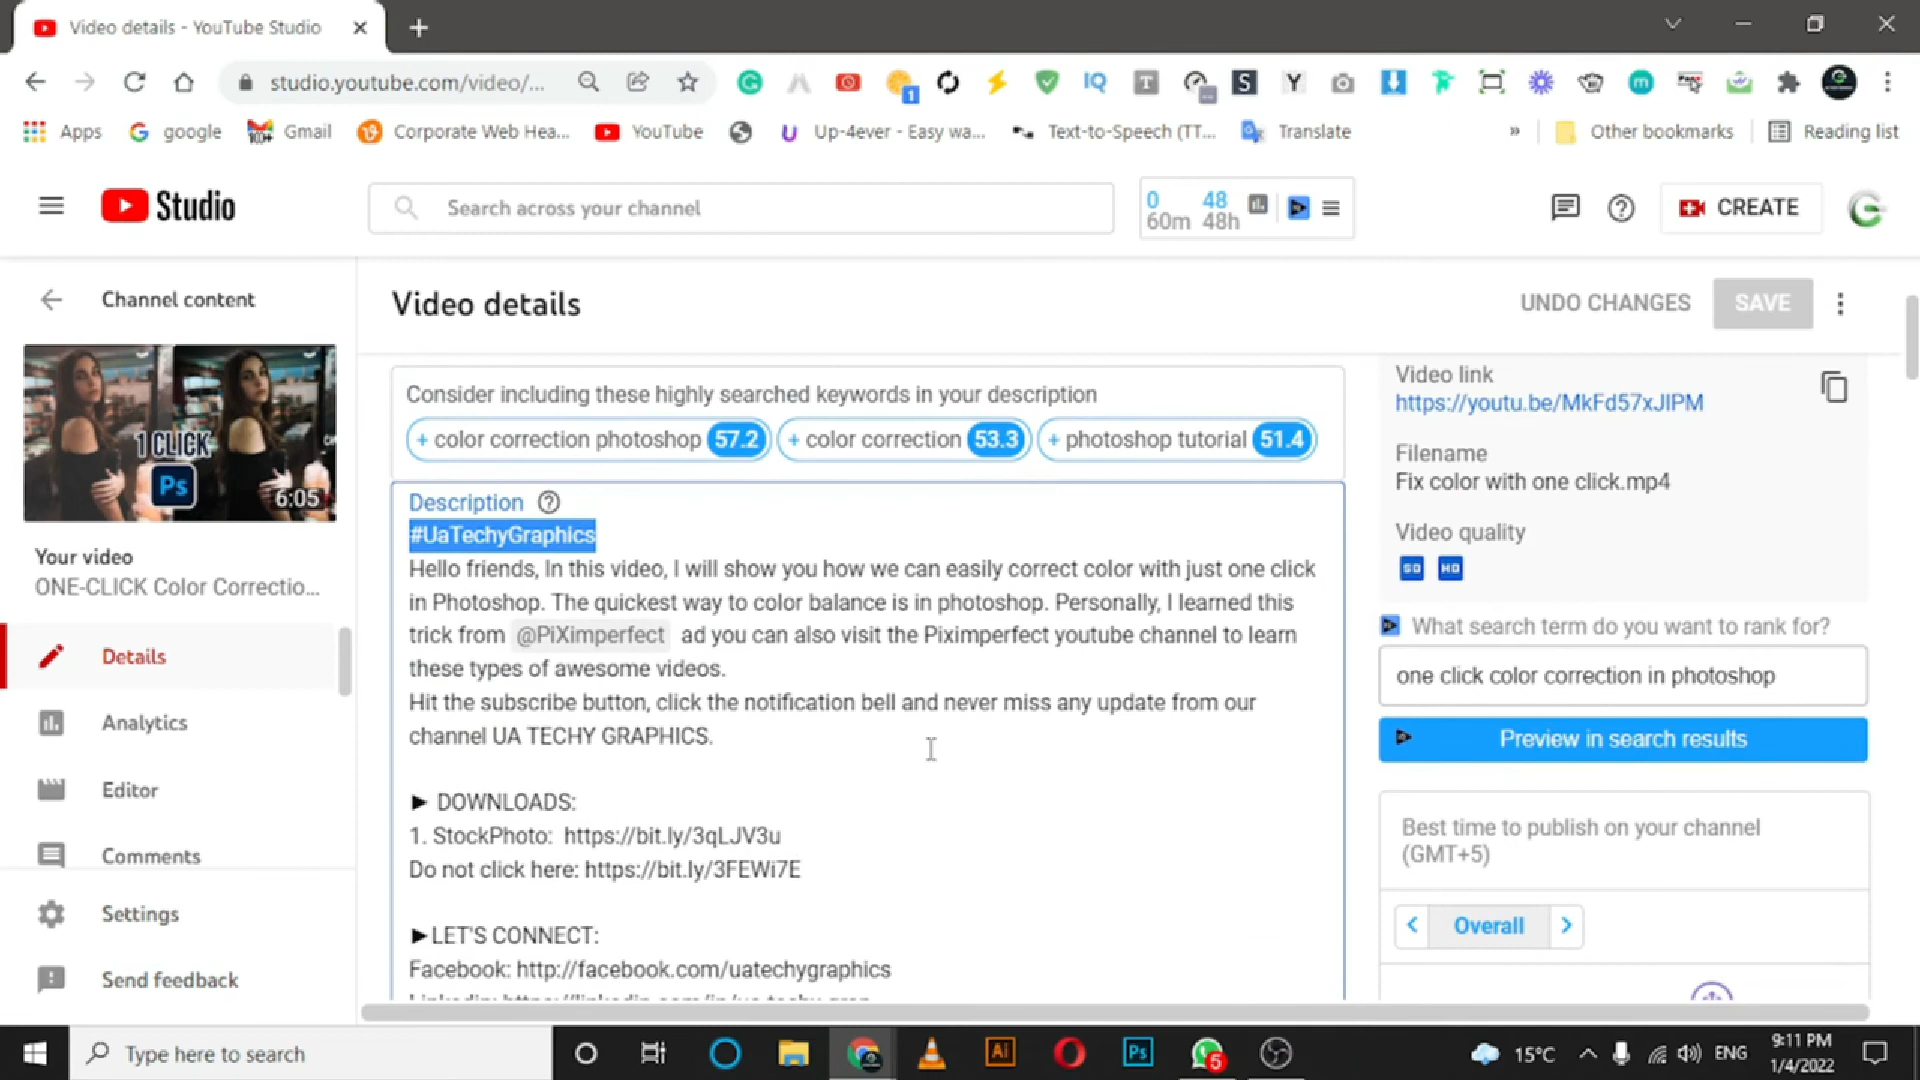 Video details - YouTube Studio
studio.youtube.com/video/...
1
IQ
T
S
Y
m
Apps
google
Gmail
Corporate Web Hea...
YouTube
Up-4ever - Easy wa...
Text-to-Speech (TT...
Translate
»
Other bookmarks
Reading list
Studio
Search across your channel
0 48
60m 48h
CREATE
Channel content
Video details
UNDO CHANGES
SAVE
1 CLICK
Ps
6:05
Your video
ONE-CLICK Color Correctio...
Details
Analytics
Editor
Comments
Settings
Send feedback
Consider including these highly searched keywords in your description
+ color correction photoshop 57.2
+ color correction 53.3
+ photoshop tutorial 51.4
Description
#UaTechyGraphics
Hello friends, In this video, I will show you how we can easily correct color with just one click
in Photoshop. The quickest way to color balance is in photoshop. Personally, I learned this
trick from @PiXimperfect ad you can also visit the Piximperfect youtube channel to learn
these types of awesome videos.
Hit the subscribe button, click the notification bell and never miss any update from our
channel UA TECHY GRAPHICS.
► DOWNLOADS:
1. StockPhoto: https://bit.ly/3qLJV3u
Do not click here: https://bit.ly/3FEWi7E
►LET'S CONNECT:
Facebook: http://facebook.com/uatechygraphics
Video link
https://youtu.be/MkFd57xJIPM
Filename
Fix color with one click.mp4
Video quality
SD HD
What search term do you want to rank for?
one click color correction in photoshop
Preview in search results
Best time to publish on your channel
(GMT+5)
Overall
Type here to search
Ai
Ps
5
15°C
ENG
9:11 PM
1/4/2022